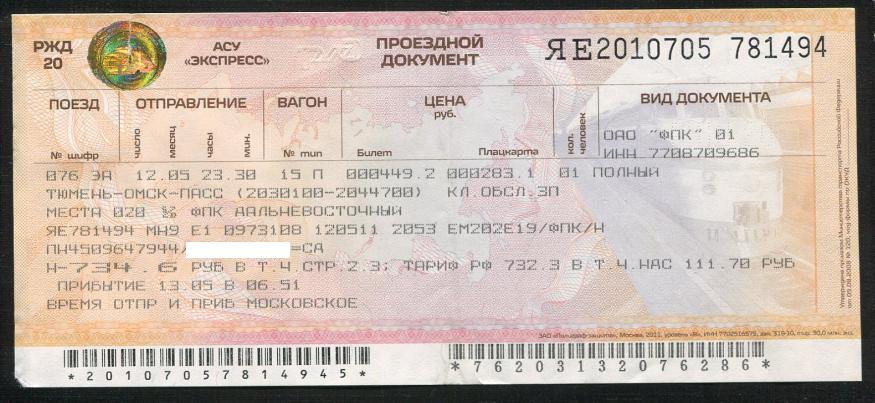 РЖД 20 АСУ «ЭКСПРЕСС» ПРОЕЗДНОЙ ДОКУМЕНТ ЯЕ2010705 781494
ПОЕЗД ОТПРАВЛЕНИЕ ВАГОН ЦЕНА руб. кол. человек ВИД ДОКУМЕНТА
№ шифр число месяц часы мин. № тип Билет Плацкарта
ОАО "ФПК" 01
ИНН 7708709686
076 ЭА 12.05 23.30 15 П 000449.2 000283.1 01 ПОЛНЫЙ
ТЮМЕНЬ-ОМСК-ПАСС (2030100-2044700) КЛ.ОБСЛ.3П
МЕСТА 020 ФПК ДАЛЬНЕВОСТОЧНЫЙ
ЯЕ781494 МН9 Е1 0973108 120511 2053 ЕМ202Е19/ФПК/Н
ПН4509647944/ =СА
Н-734.6 РУБ В Т.Ч.СТР.2.3; ТАРИФ РФ 732.3 В Т.Ч.НДС 111.70 РУБ
ПРИБЫТИЕ 13.05 В 06.51
ВРЕМЯ ОТПР И ПРИБ МОСКОВСКОЕ
*20107057814945*
*7620313207628 6*